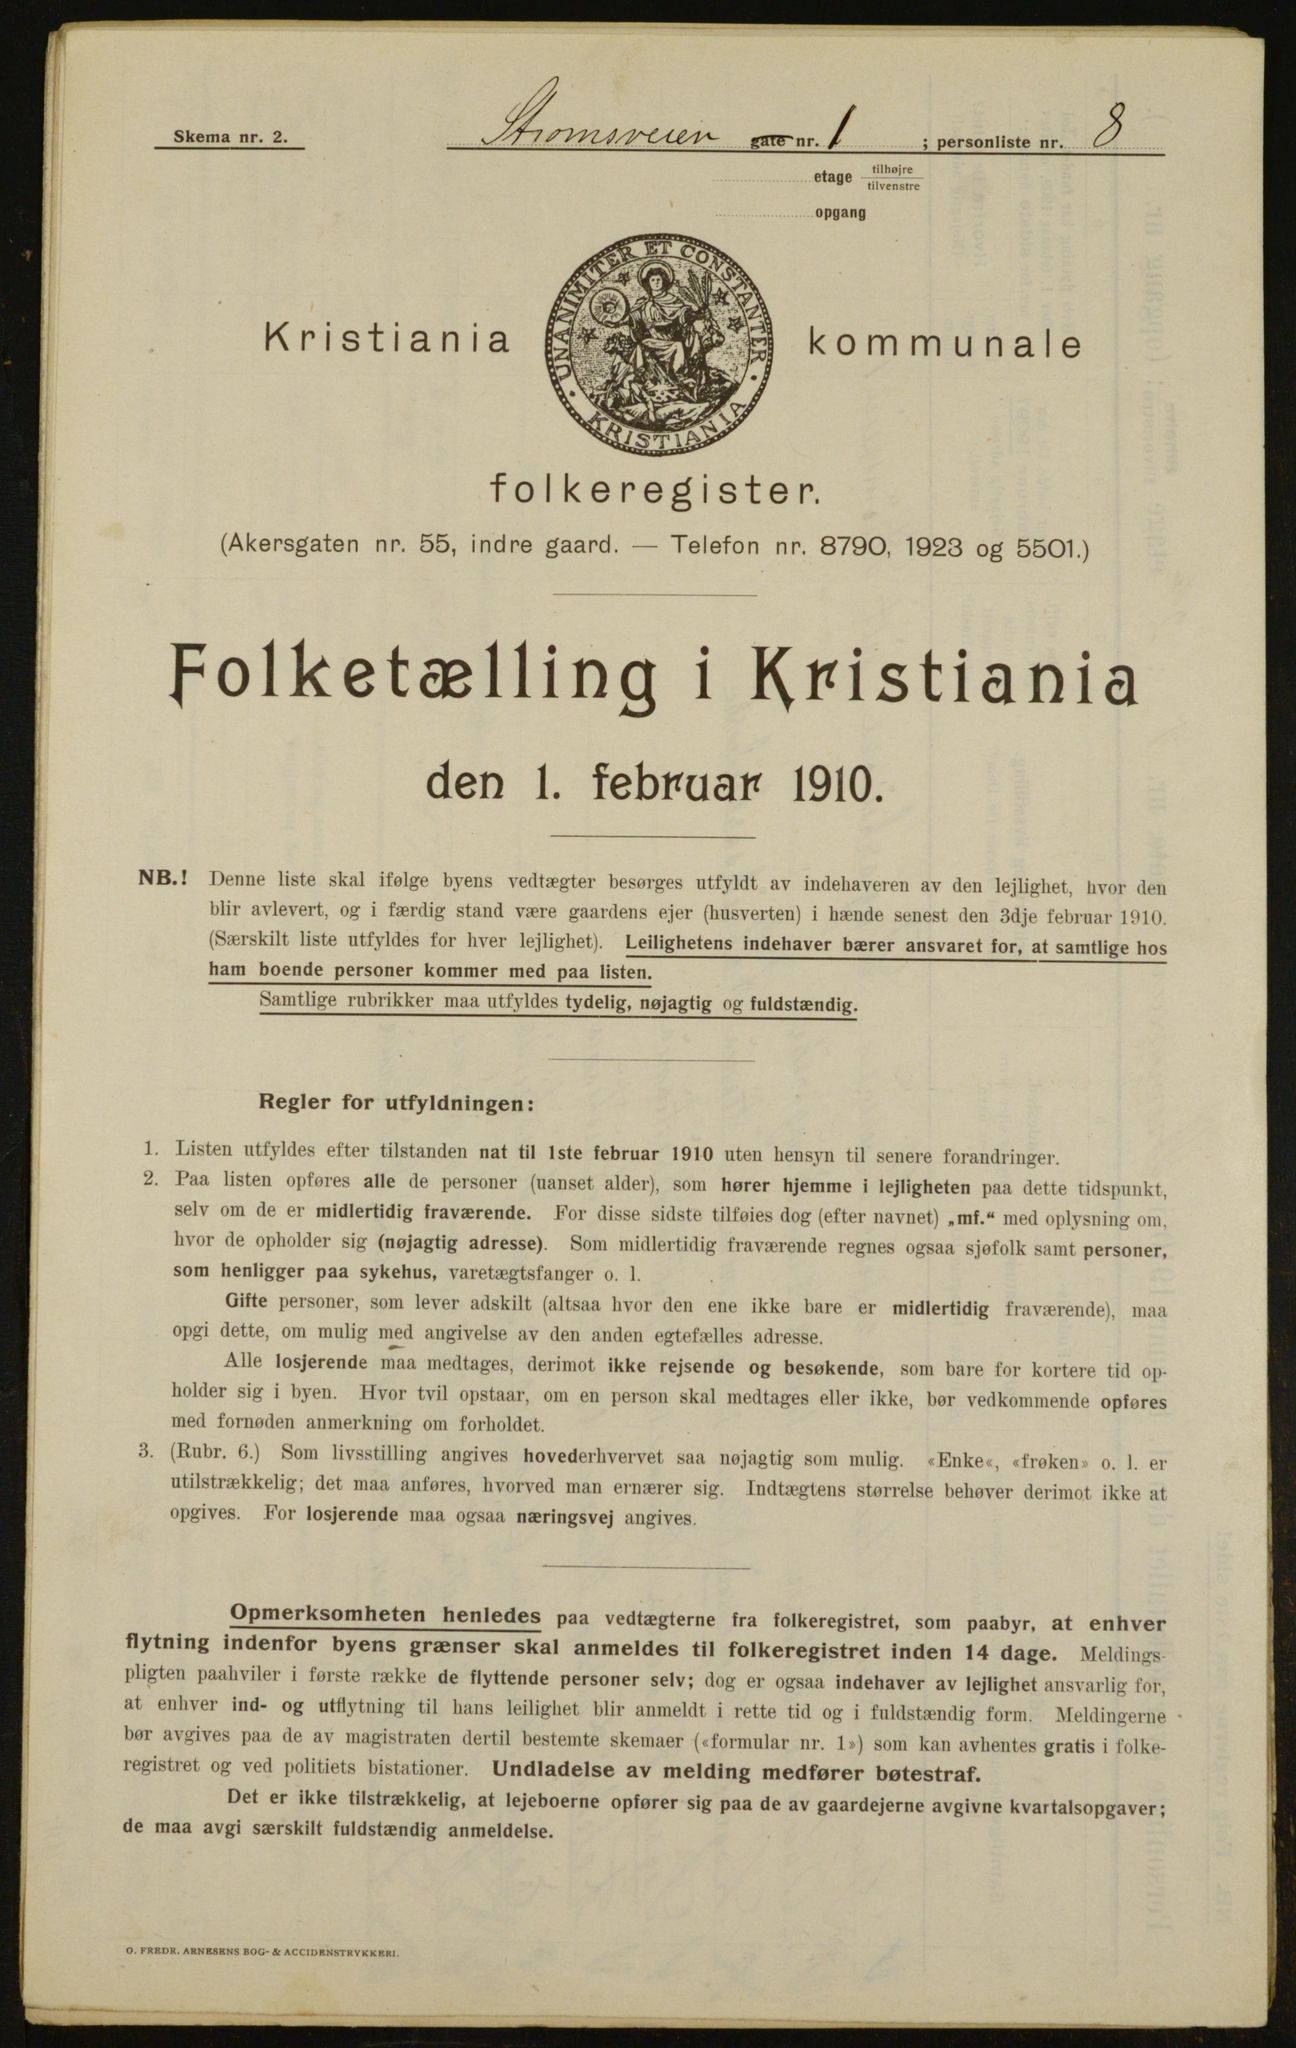 Skema nr. 2.
Strømsveien gate nr. 1 ; personliste nr. 8
etage tilhøjre
tilvenstre
opgang
UNANIMITER ET CONSTANTER
KRISTIANIA
Kristiania kommunale
folkeregister.
(Akersgaten nr. 55, indre gaard. — Telefon nr. 8790, 1923 og 5501.)
Folketælling i Kristiania
den 1. februar 1910.
NB.! Denne liste skal ifølge byens vedtægter besørges utfyldt av indehaveren av den lejlighet, hvor den
blir avlevert, og i færdig stand være gaardens ejer (husverten) i hænde senest den 3dje februar 1910.
(Særskilt liste utfyldes for hver lejlighet). Leilighetens indehaver bærer ansvaret for, at samtlige hos
ham boende personer kommer med paa listen.
Samtlige rubrikker maa utfyldes tydelig, nøjagtig og fuldstændig.
Regler for utfyldningen:
1. Listen utfyldes efter tilstanden nat til 1ste februar 1910 uten hensyn til senere forandringer.
2. Paa listen opføres alle de personer (uanset alder), som hører hjemme i lejligheten paa dette tidspunkt,
selv om de er midlertidig fraværende. For disse sidste tilføies dog (efter navnet) „mf.“ med oplysning om,
hvor de opholder sig (nøjagtig adresse). Som midlertidig fraværende regnes ogsaa sjøfolk samt personer,
som henligger paa sykehus, varetægtsfanger o. l.
Gifte personer, som lever adskilt (altsaa hvor den ene ikke bare er midlertidig fraværende), maa
opgi dette, om mulig med angivelse av den anden egtefælles adresse.
Alle losjerende maa medtages, derimot ikke rejsende og besøkende, som bare for kortere tid op-
holder sig i byen. Hvor tvil opstaar, om en person skal medtages eller ikke, bør vedkommende opføres
med fornøden anmerkning om forholdet.
3. (Rubr. 6.) Som livsstilling angives hovederhvervet saa nøjagtig som mulig. «Enke«, «frøken» o. l. er
utilstrækkelig; det maa anføres, hvorved man ernærer sig. Indtægtens størrelse behøver derimot ikke at
opgives. For losjerende maa ogsaa næringsvej angives.
Opmerksomheten henledes paa vedtægterne fra folkeregistret, som paabyr, at enhver
flytning indenfor byens grænser skal anmeldes til folkeregistret inden 14 dage. Meldings-
pligten paahviler i første række de flyttende personer selv; dog er ogsaa indehaver av lejlighet ansvarlig for,
at enhver ind- og utflytning til hans leilighet blir anmeldt i rette tid og i fuldstændig form. Meldingerne
bør avgives paa de av magistraten dertil bestemte skemaer («formular nr. 1») som kan avhentes gratis i folke-
registret og ved politiets bistationer. Undladelse av melding medfører bøtestraf.
Det er ikke tilstrækkelig, at lejeboerne opfører sig paa de av gaardejerne avgivne kvartalsopgaver;
de maa avgi særskilt fuldstændig anmeldelse.
O. FREDR. ARNESENS BOG- & ACCIDENSTRYKKERI.